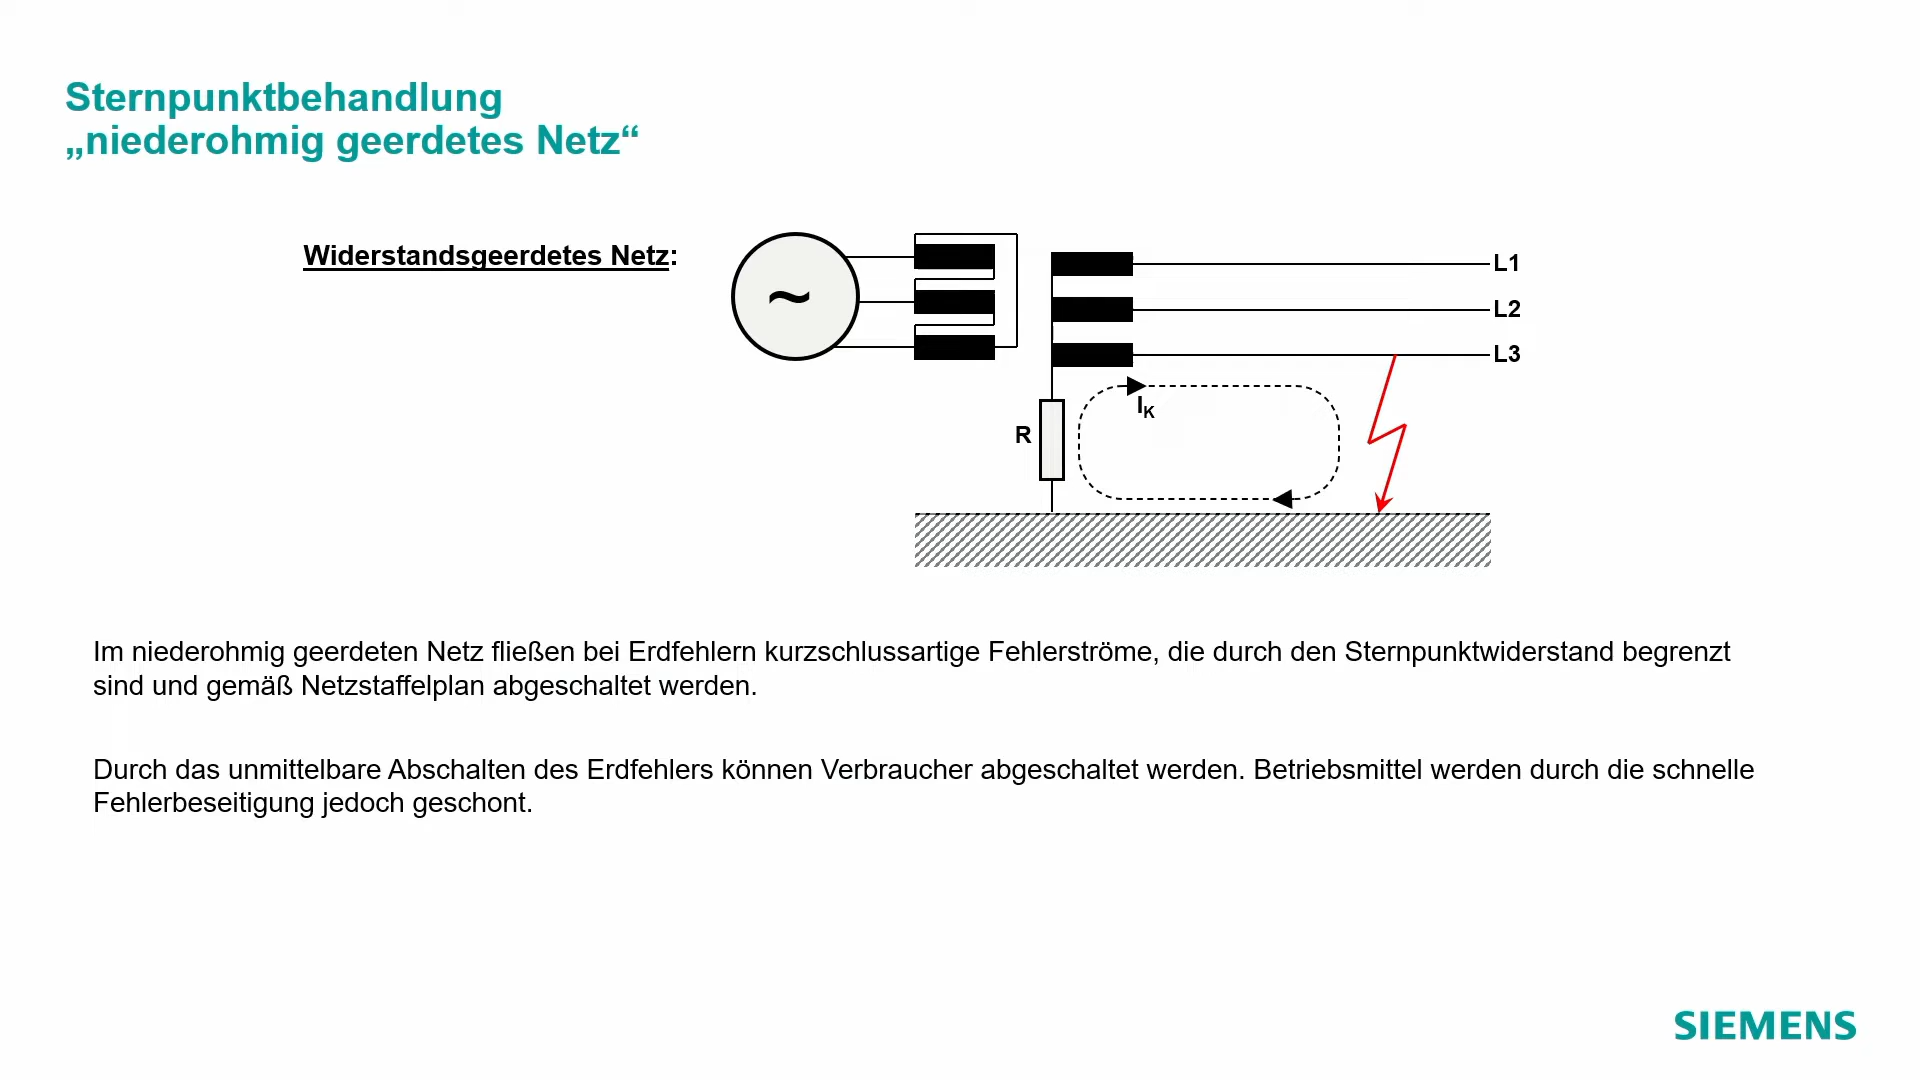 Sternpunktbehandlung
„niederohmig geerdetes Netz“
Widerstandsgeerdetes Netz:
~
L1
L2
L3
I_K
R
Im niederohmig geerdeten Netz fließen bei Erdfehlern kurzschlussartige Fehlerströme, die durch den Sternpunktwiderstand begrenzt
sind und gemäß Netzstaffelplan abgeschaltet werden.
Durch das unmittelbare Abschalten des Erdfehlers können Verbraucher abgeschaltet werden. Betriebsmittel werden durch die schnelle
Fehlerbeseitigung jedoch geschont.
SIEMENS